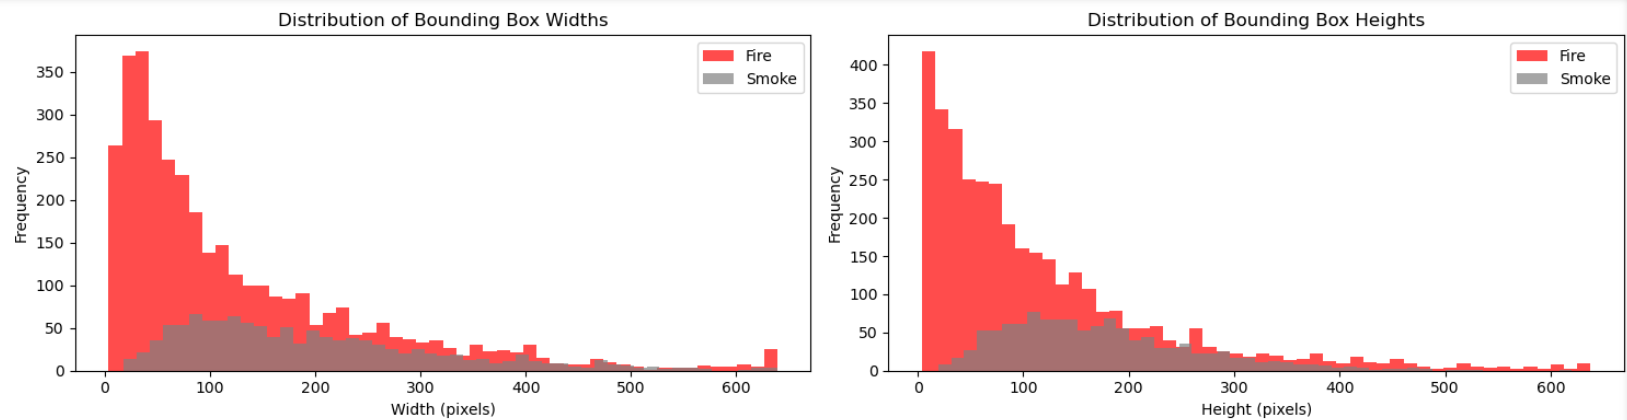 Distribution of Bounding Box Widths
Frequency
350
300
250
200
150
100
50
0
Fire
Smoke
0 100 200 300 400 500 600
Width (pixels)
Distribution of Bounding Box Heights
Frequency
400
350
300
250
200
150
100
50
0
Fire
Smoke
0 100 200 300 400 500 600
Height (pixels)